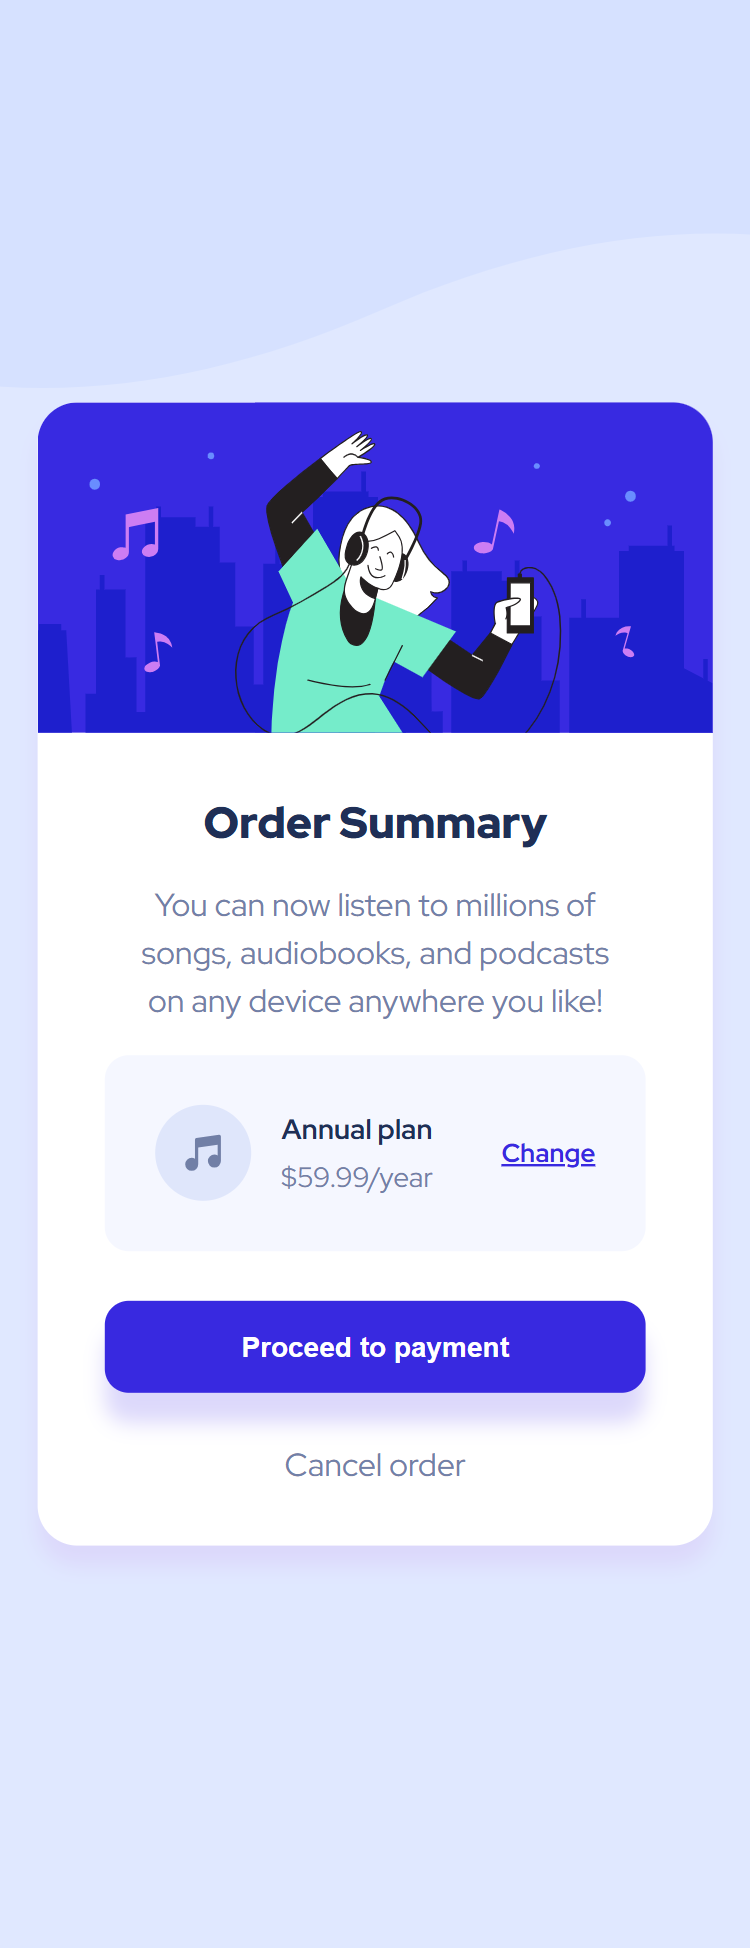 Order Summary
You can now listen to millions of
songs, audiobooks, and podcasts
on any device anywhere you like!
Annual plan
$59.99/year
Change
Proceed to payment
Cancel order